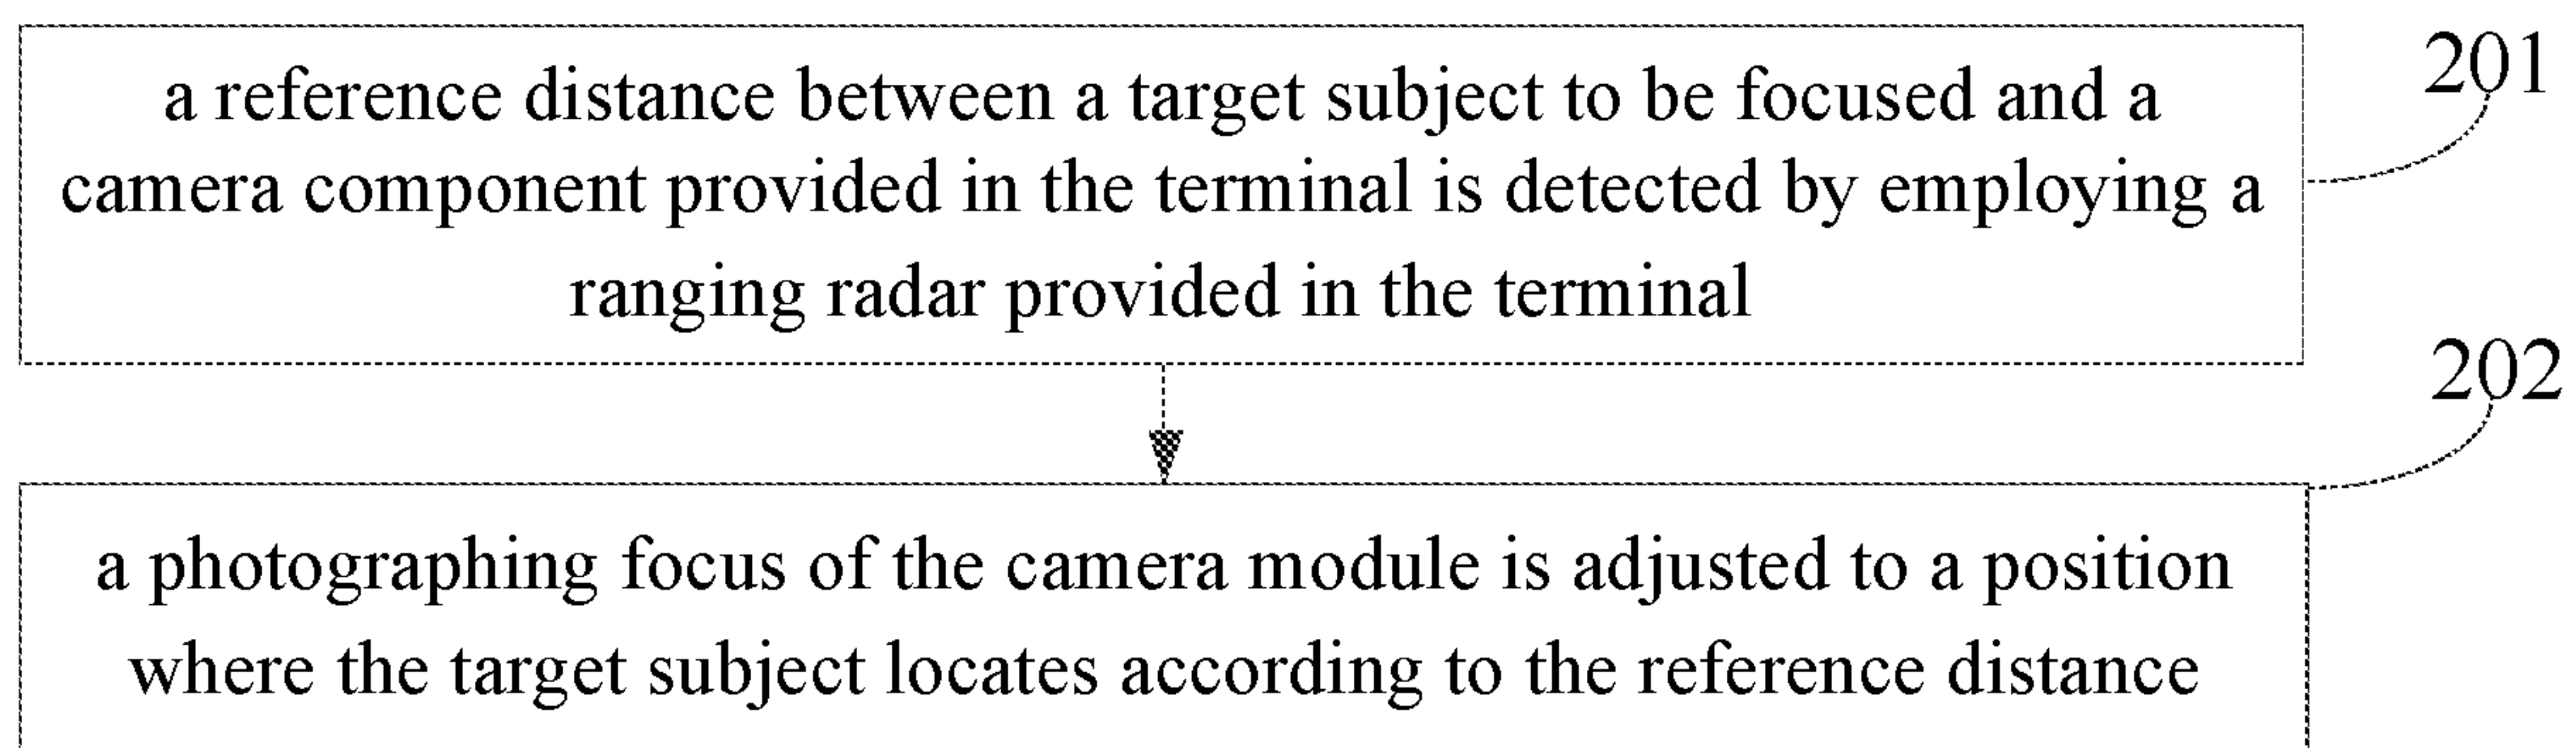 201
a reference distance between a target subject to be focused and a
camera component provided in the terminal is detected by employing a
ranging radar provided in the terminal
202
a photographing focus of the camera module is adjusted to a position
where the target subject locates according to the reference distance